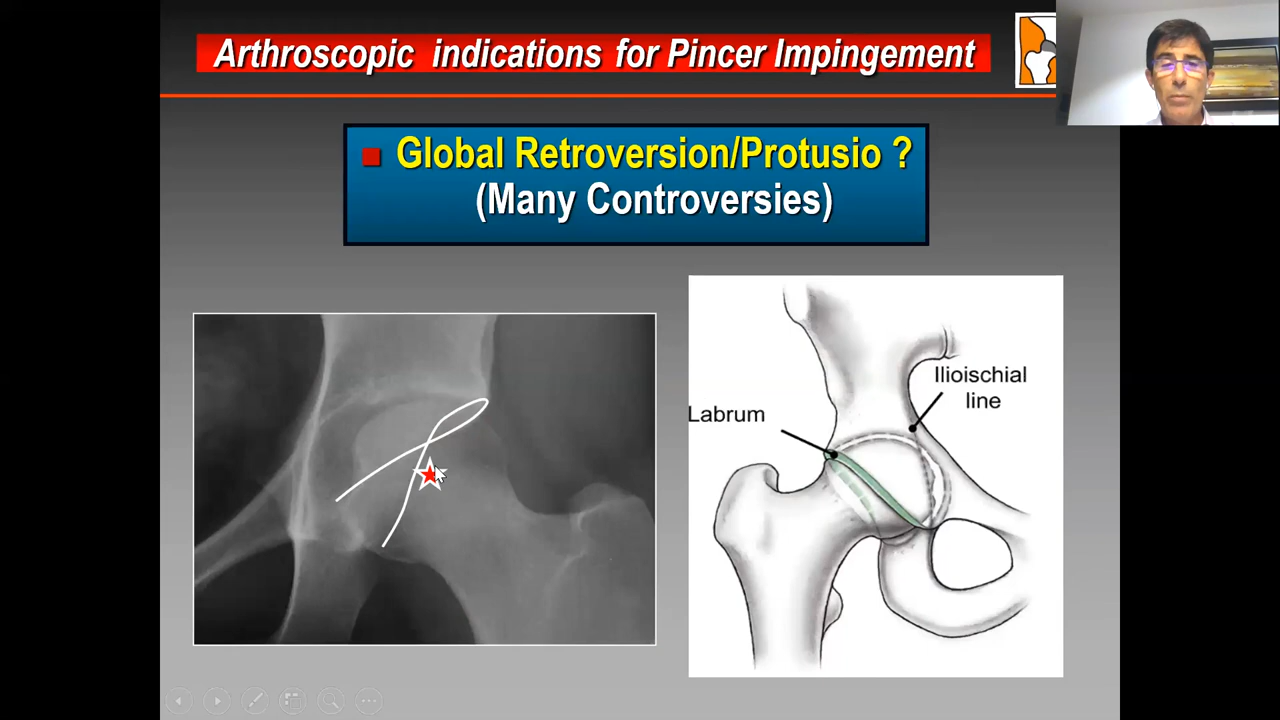 Arthroscopic indications for Pincer Impingement
Global Retroversion/Protusio ?
(Many Controversies)
Labrum
Ilioischial
line